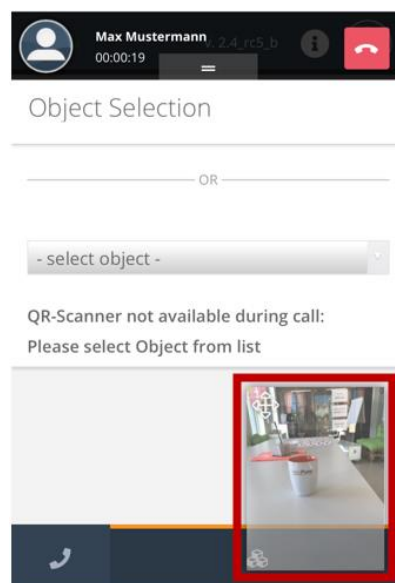 Max Mustermann v. 2.4_rc5_b
00:00:19
Object Selection
OR
- select object -
QR-Scanner not available during call:
Please select Object from list